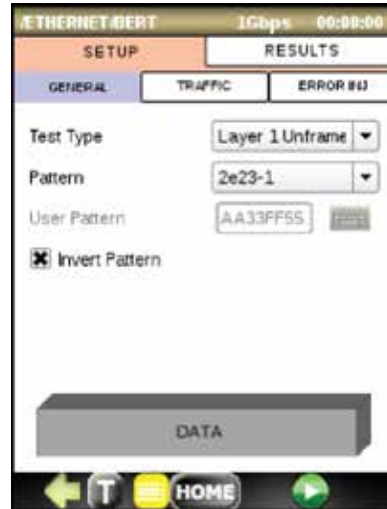 ÆTHERNET/BERT 1Gbps 00:00:00
SETUP RESULTS
GENERAL TRAFFIC ERROR INJ
Test Type Layer 1 Unframe
Pattern 2e23-1
User Pattern AA33FF55
Invert Pattern
DATA
T HOME